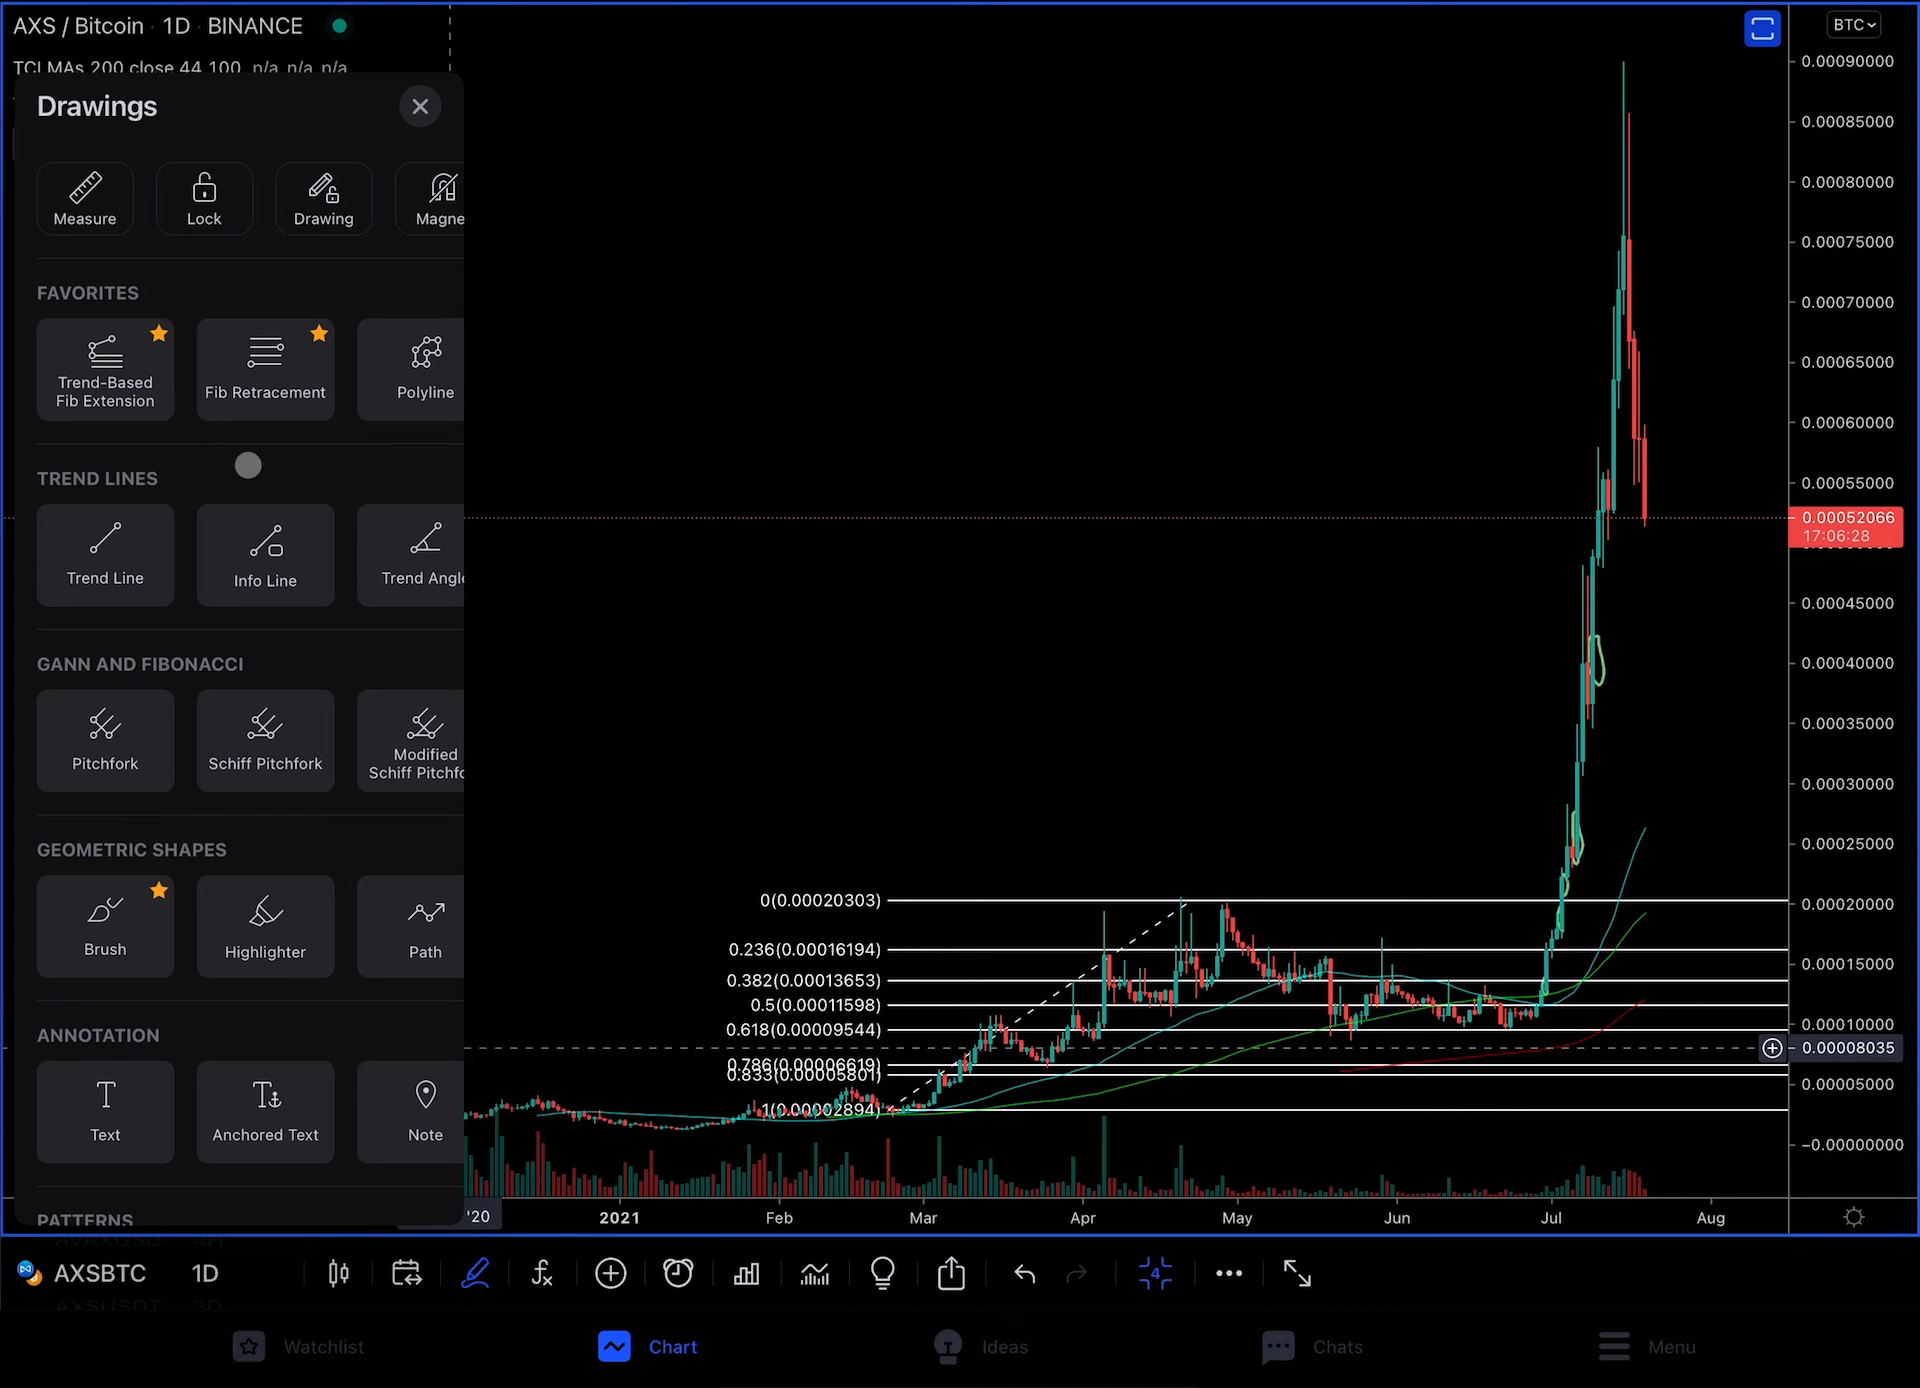 AXS / Bitcoin · 1D · BINANCE
BTC
TCLMAs 200 close 44 100 n/a n/a n/a
Drawings
Measure
Lock
Drawing
Magne
FAVORITES
Trend-Based
Fib Extension
Fib Retracement
Polyline
TREND LINES
Trend Line
Info Line
Trend Angle
GANN AND FIBONACCI
Pitchfork
Schiff Pitchfork
Modified
Schiff Pitchfo
GEOMETRIC SHAPES
Brush
Highlighter
Path
ANNOTATION
Text
Anchored Text
Note
PATTERNS
0(0.00020303)
0.236(0.00016194)
0.382(0.00013653)
0.5(0.00011598)
0.618(0.00009544)
0.786(0.00006619)
0.833(0.00005801)
1(0.00002894)
0.00090000
0.00085000
0.00080000
0.00075000
0.00070000
0.00065000
0.00060000
0.00055000
0.00052066
17:06:28
0.00045000
0.00040000
0.00035000
0.00030000
0.00025000
0.00020000
0.00015000
0.00010000
0.00008035
0.00005000
−0.00000000
'20
2021
Feb
Mar
Apr
May
Jun
Jul
Aug
AVAXUSD 4H
AXSBTC 1D
4
AXSUSDT 3D
Watchlist
Chart
Ideas
Chats
Menu